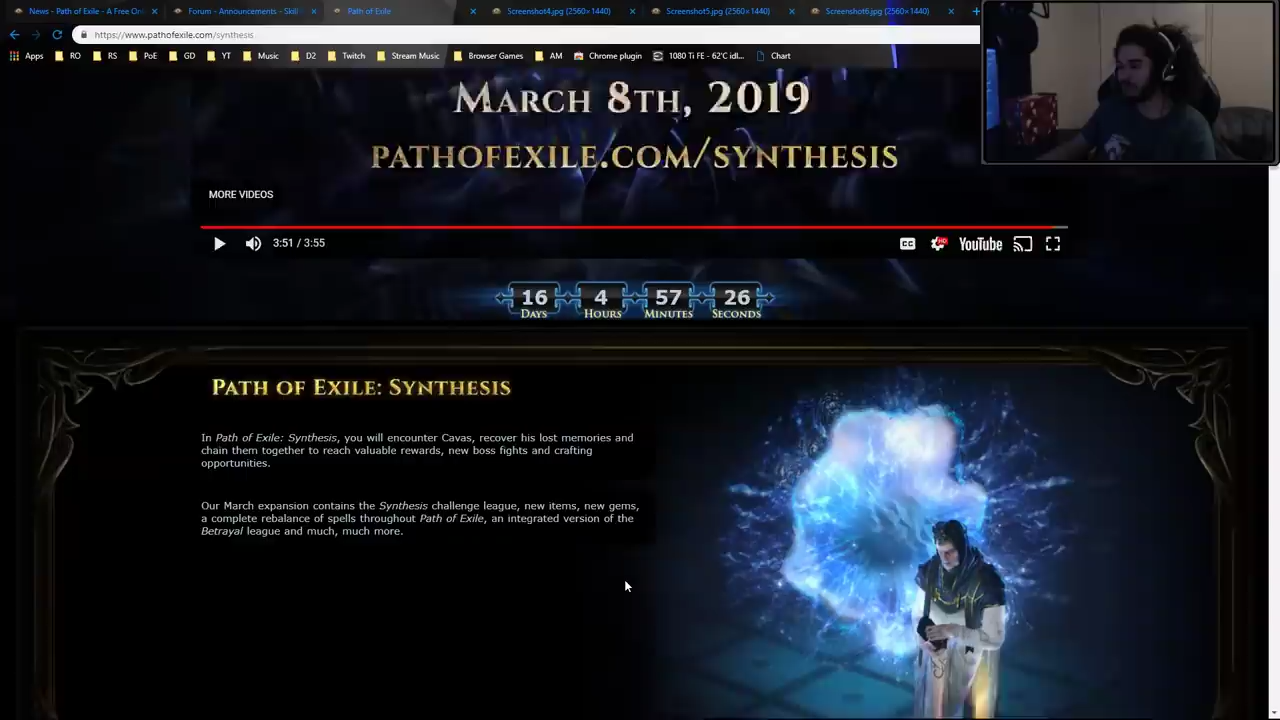 News - Path of Exile - A Free On
Forum - Announcements - Skill
Path of Exile
Screenshot4.jpg (2560×1440)
Screenshot5.jpg (2560×1440)
Screenshot6.jpg (2560×1440)
https://www.pathofexile.com/synthesis
Apps RO RS PoE GD YT Music D2 Twitch Stream Music Browser Games AM Chrome plugin 1080 Ti FE - 62°C idl... Chart
March 8th, 2019
pathofexile.com/synthesis
MORE VIDEOS
3:51 / 3:55
CC
HD
YouTube
16 4 57 26
Days Hours Minutes Seconds
Path of Exile: Synthesis
In Path of Exile: Synthesis, you will encounter Cavas, recover his lost memories and
chain them together to reach valuable rewards, new boss fights and crafting
opportunities.
Our March expansion contains the Synthesis challenge league, new items, new gems,
a complete rebalance of spells throughout Path of Exile, an integrated version of the
Betrayal league and much, much more.